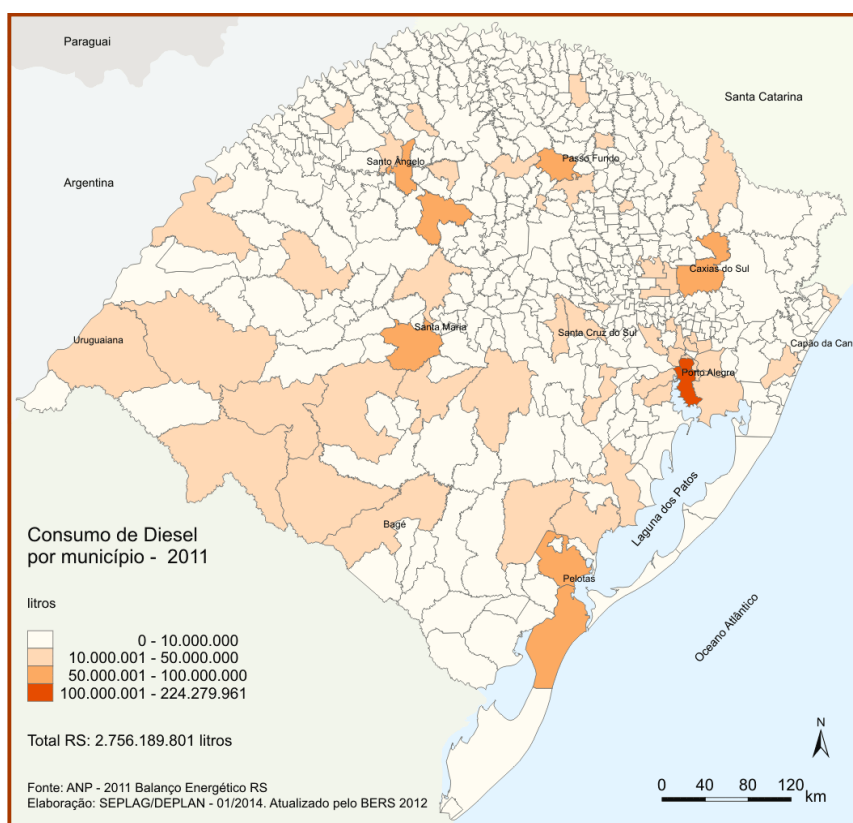 Paraguai
Santa Catarina
Argentina
Santo Ângelo
Passo Fundo
Caxias do Sul
Uruguaiana
Santa Maria
Santa Cruz do Sul
Capão da Can
Porto Alegre
Laguna dos Patos
Bagé
Pelotas
Oceano Atlântico
Consumo de Diesel
por município - 2011
litros
0 - 10.000.000
10.000.001 - 50.000.000
50.000.001 - 100.000.000
100.000.001 - 224.279.961
Total RS: 2.756.189.801 litros
Fonte: ANP - 2011 Balanço Energético RS
Elaboração: SEPLAG/DEPLAN - 01/2014. Atualizado pelo BERS 2012
N
0 40 80 120
km